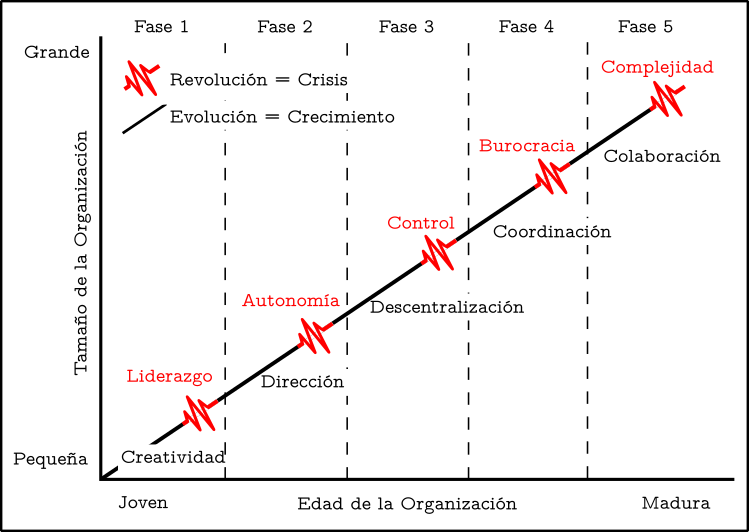 Fase 1 Fase 2 Fase 3 Fase 4 Fase 5
Grande
Complejidad
Revolución = Crisis
Evolución = Crecimiento
Burocracia
Colaboración
Control
Coordinación
Tamaño de la Organización
Autonomía
Descentralización
Liderazgo
Dirección
Creatividad
Pequeña
Joven Edad de la Organización Madura